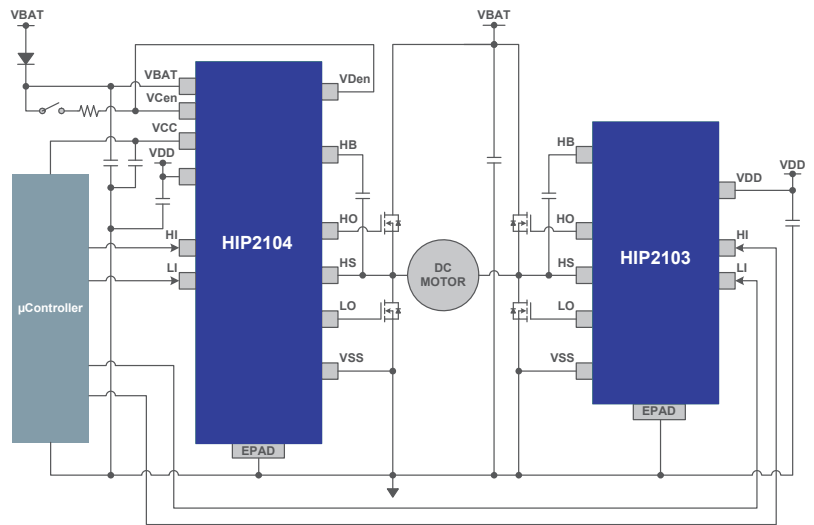 VBAT
VBAT
VBAT
VCen
VCC
VDD
HI
LI
µController
HIP2104
VDen
HB
HO
HS
LO
VSS
EPAD
DC
MOTOR
HB
HO
HS
LO
VSS
HIP2103
VDD
VDD
HI
LI
EPAD